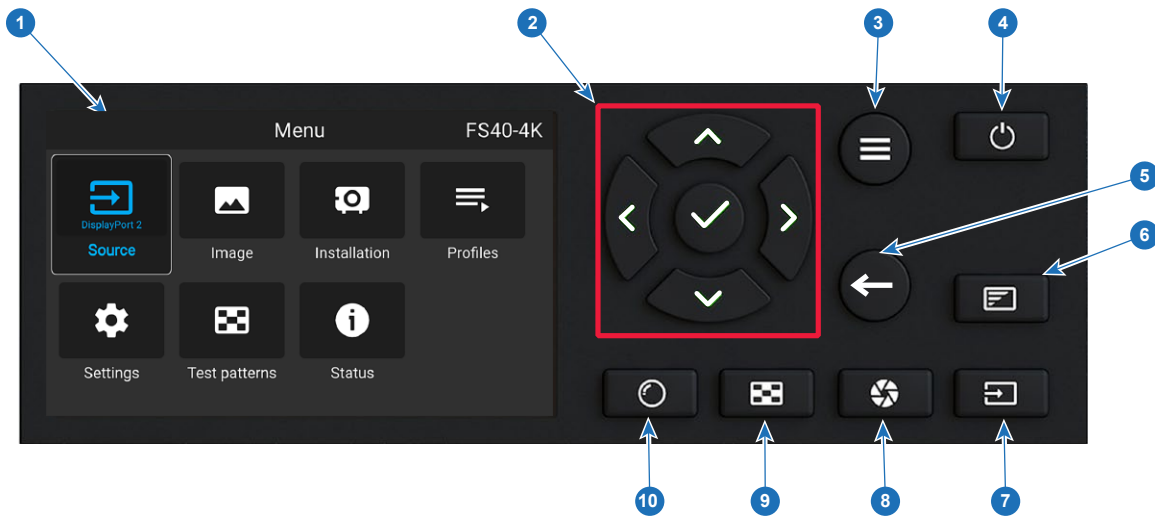 1
2
3
4
Menu
FS40-4K
5
DisplayPort 2
Source
Image
Installation
Profiles
6
Settings
Test patterns
Status
10
9
8
7